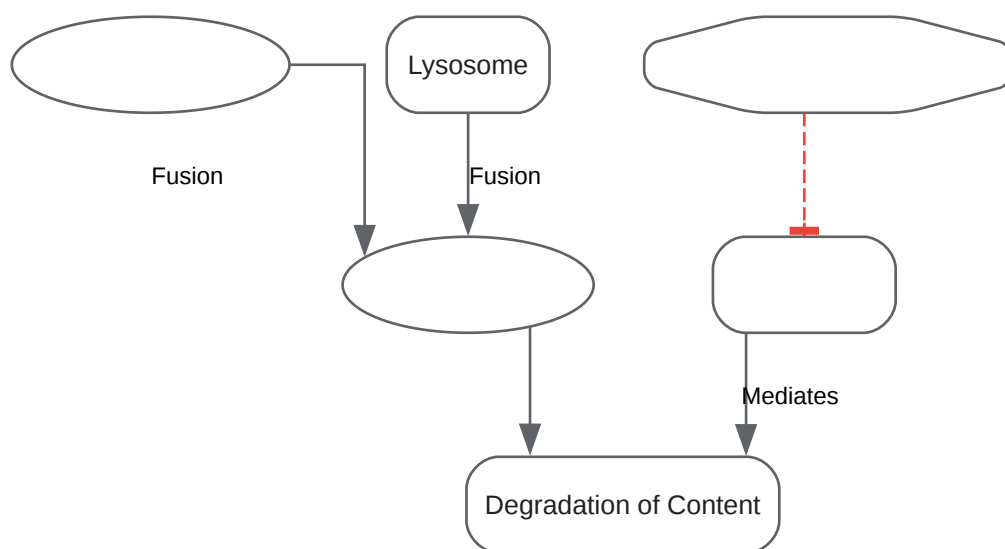 Lysosome
Fusion
Fusion
Mediates
Degradation of Content